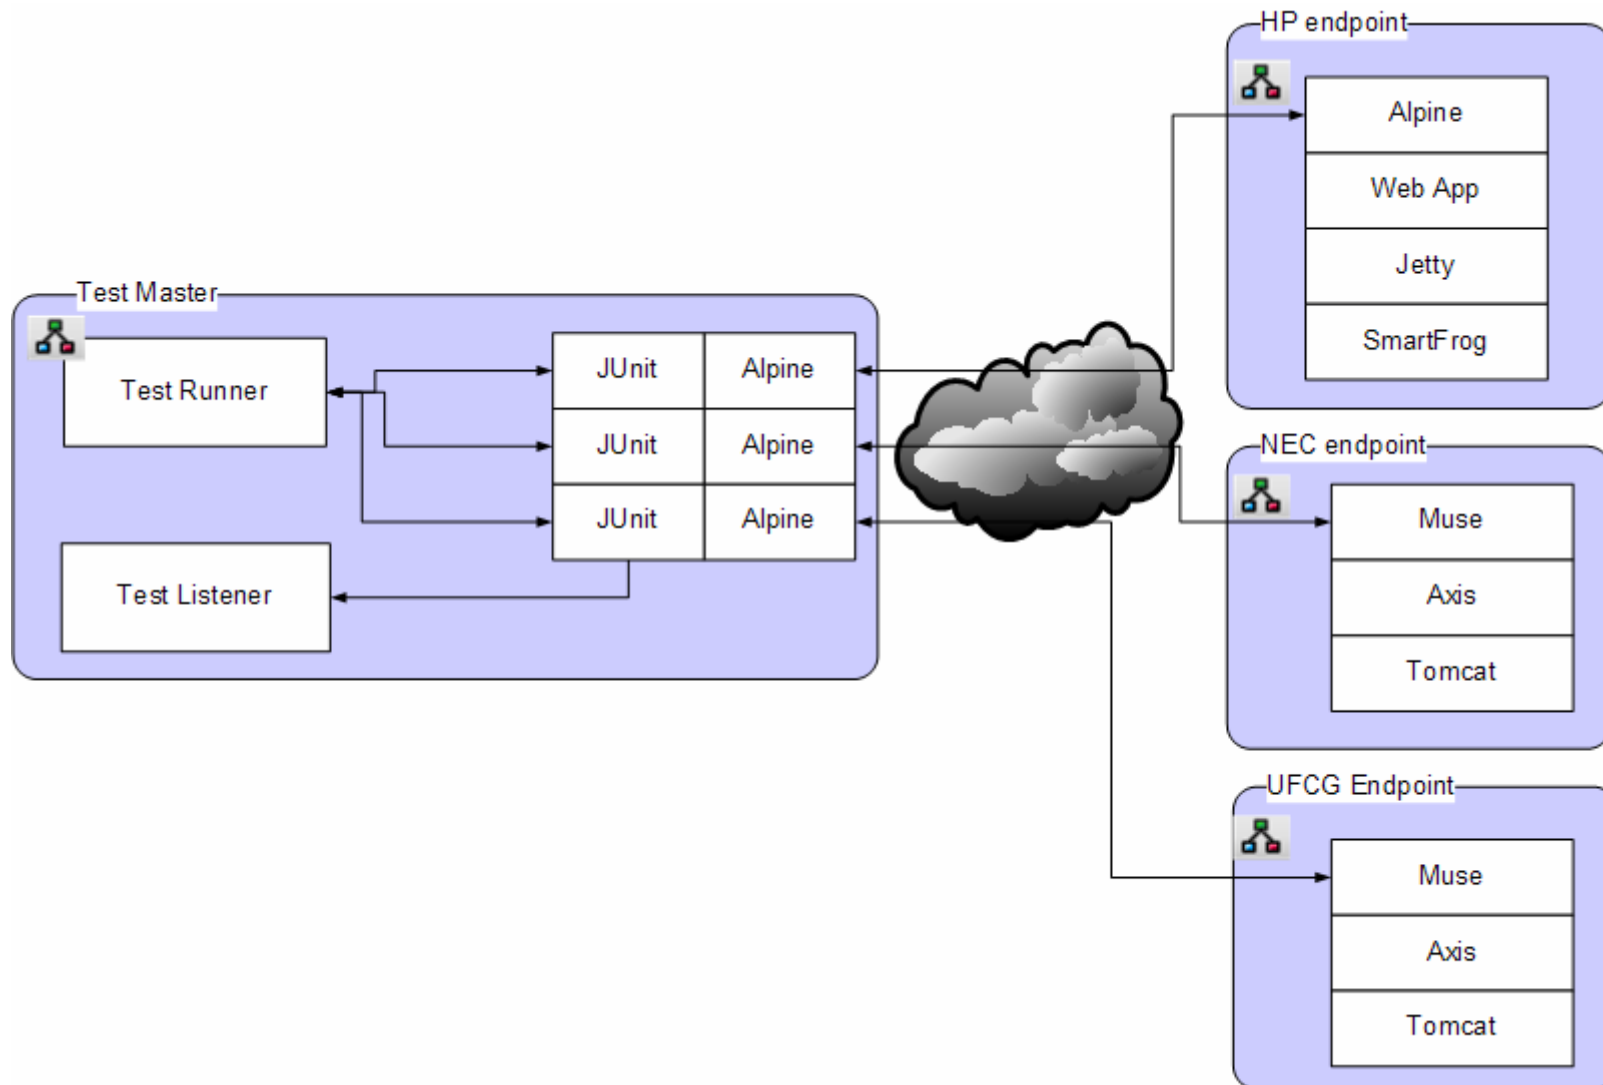 HP endpoint
Alpine
Web App
Jetty
SmartFrog
Test Master
Test Runner
JUnit Alpine
JUnit Alpine
JUnit Alpine
Test Listener
NEC endpoint
Muse
Axis
Tomcat
UFCG Endpoint
Muse
Axis
Tomcat